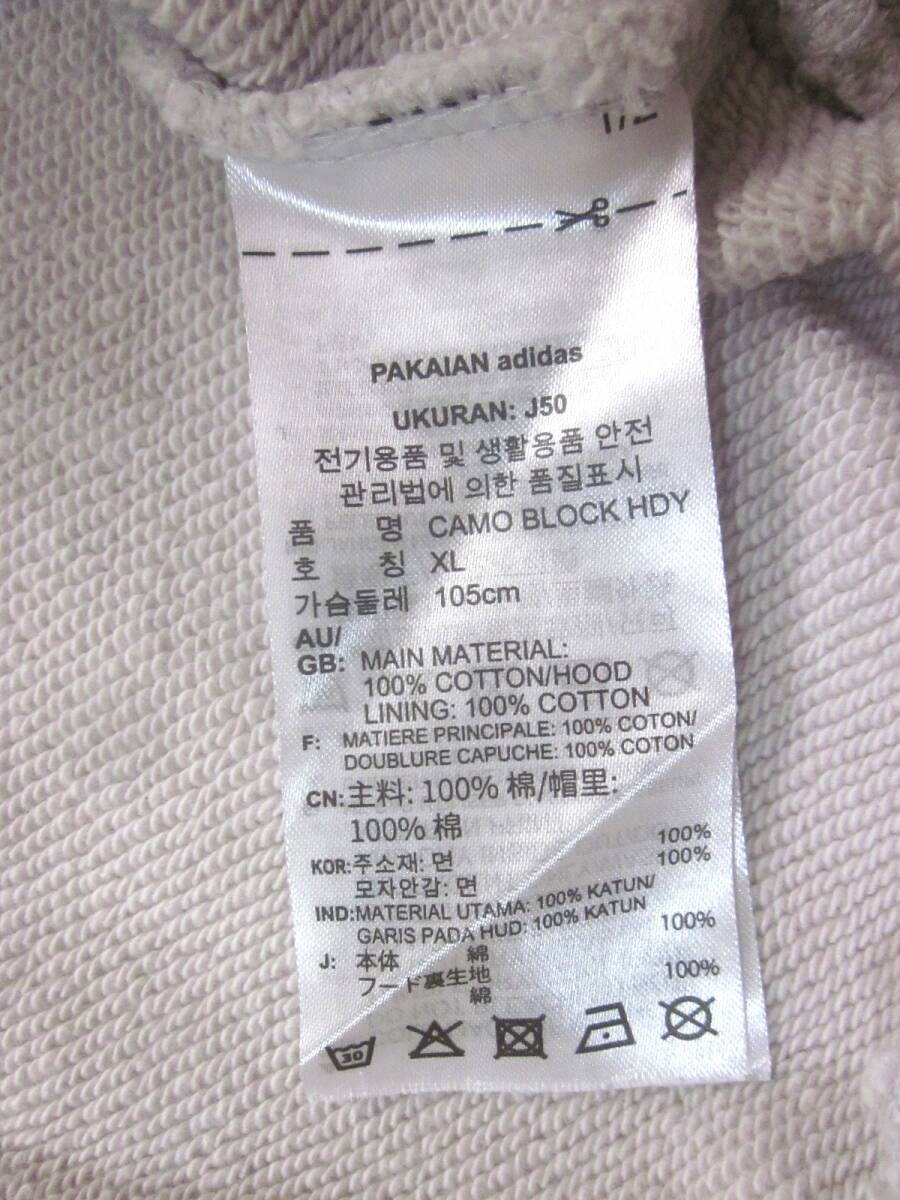 1/2
PAKAIAN adidas
UKURAN: J50
전기용품 및 생활용품 안전
관리법에 의한 품질표시
품 명 CAMO BLOCK HDY
호 칭 XL
가슴둘레 105cm
AU/
GB: MAIN MATERIAL:
100% COTTON/HOOD
LINING: 100% COTTON
F: MATIERE PRINCIPALE: 100% COTON/
DOUBLURE CAPUCHE: 100% COTON
CN: 主料: 100% 棉/帽里:
100% 棉
KOR: 주소재: 면 100%
모자안감: 면 100%
IND: MATERIAL UTAMA: 100% KATUN/
GARIS PADA HUD: 100% KATUN
J: 本体 綿 100%
フード裏生地
綿 100%
30